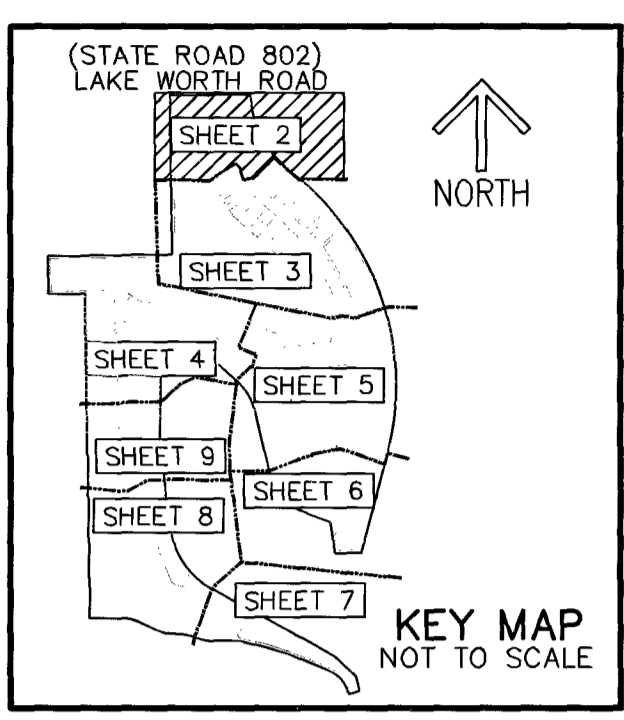 (STATE ROAD 802)
LAKE WORTH ROAD
SHEET 2
NORTH
SHEET 3
SHEET 4
SHEET 5
SHEET 9
SHEET 6
SHEET 8
SHEET 7
KEY MAP
NOT TO SCALE